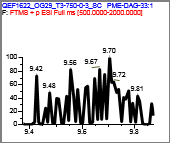 QEF1622_OG29_T3-750-0-3_SC PME-DAG-33:1
F: FTMS + p ESI Full ms [500.0000-2000.0000]
9.70
100
9.42 9.56 9.67
80
9.72
9.48
60
9.81
40
20
0
9.4 9.6 9.8